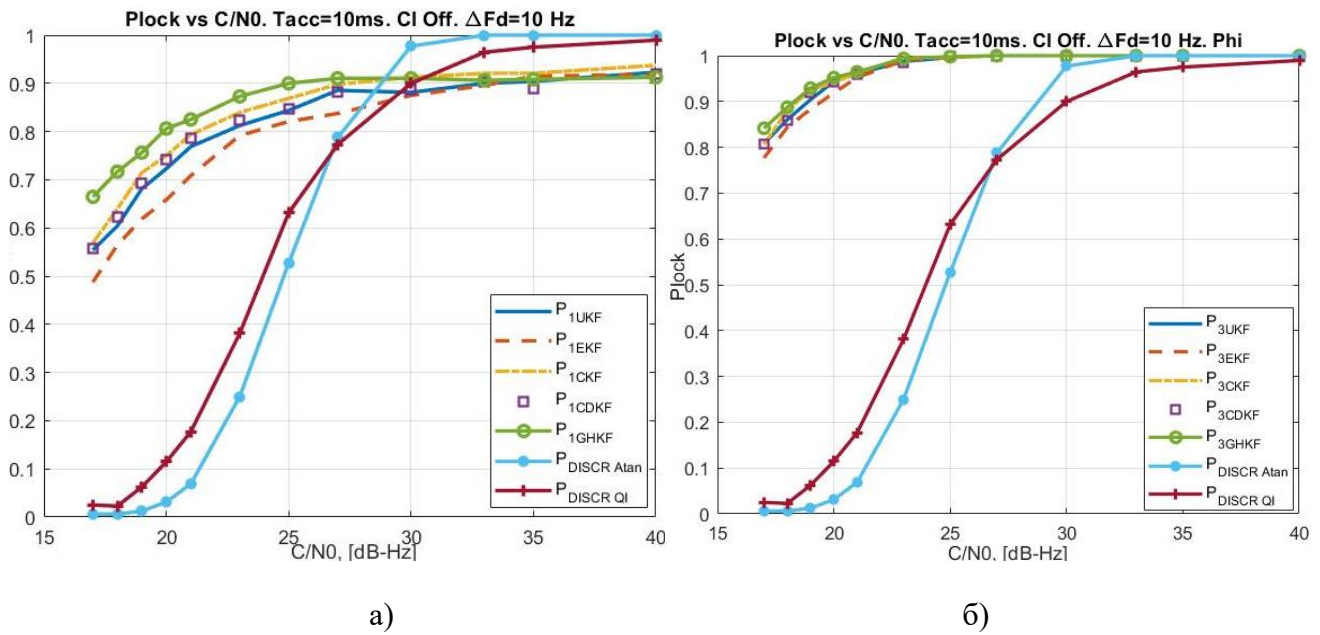 Plock vs C/N0. Tacc=10ms. CI Off. ΔFd=10 Hz
1
0.9
0.8
0.7
0.6
0.5
0.4
0.3
0.2
0.1
0
15
20
25
30
35
40
C/N0, [dB-Hz]
P1UKF
P1EKF
P1CKF
P1CDKF
P1GHKF
PDISCR Atan
PDISCR QI
а)
Plock vs C/N0. Tacc=10ms. CI Off. ΔFd=10 Hz. Phi
Plock
1
0.9
0.8
0.7
0.6
0.5
0.4
0.3
0.2
0.1
0
15
20
25
30
35
40
C/N0, [dB-Hz]
P3UKF
P3EKF
P3CKF
P3CDKF
P3GHKF
PDISCR Atan
PDISCR QI
б)